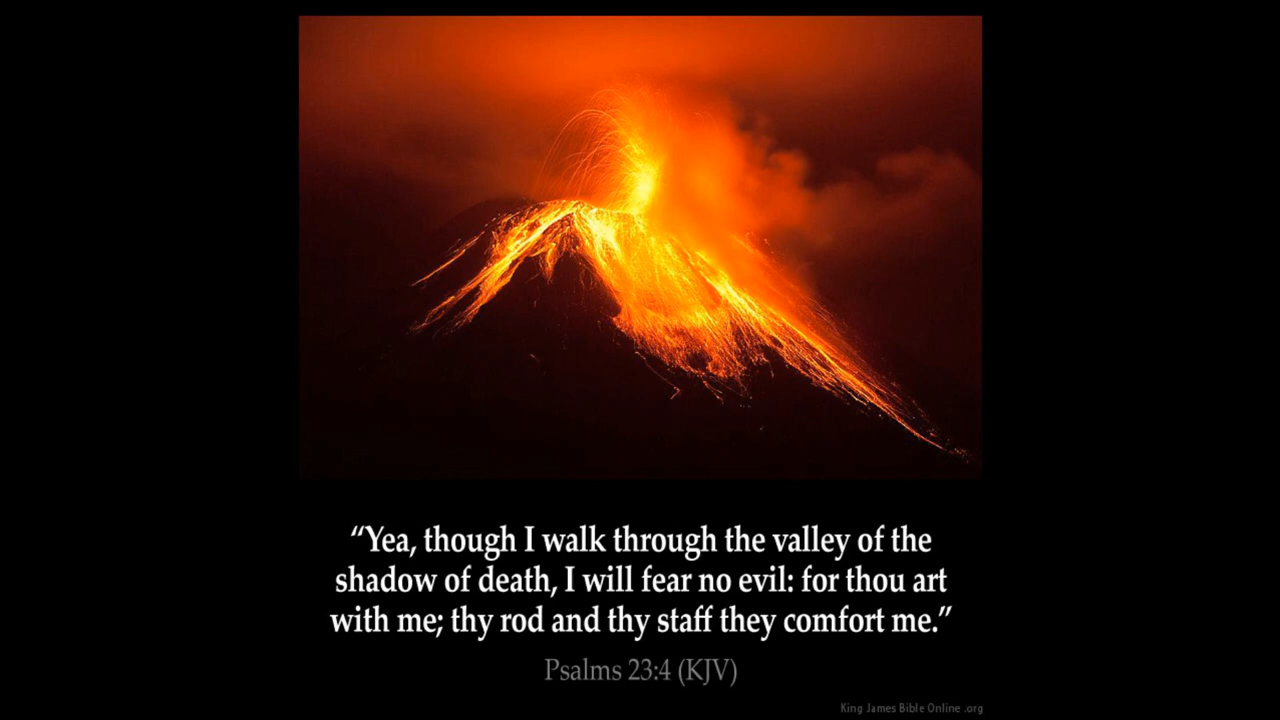 “Yea, though I walk through the valley of the
shadow of death, I will fear no evil: for thou art
with me; thy rod and thy staff they comfort me.”
Psalms 23:4 (KJV)
King James Bible Online .org